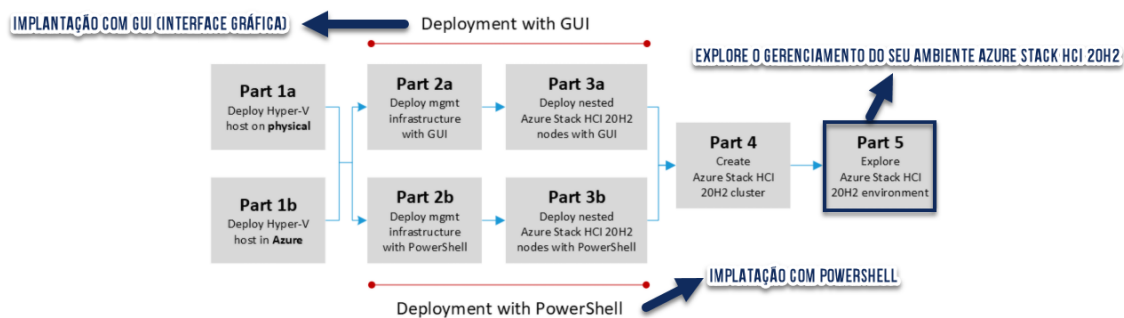 IMPLANTAÇÃO COM GUI (INTERFACE GRÁFICA)
Deployment with GUI
EXPLORE O GERENCIAMENTO DO SEU AMBIENTE AZURE STACK HCI 20H2
Part 1a
Deploy Hyper-V
host on physical
Part 2a
Deploy mgmt
infrastructure
with GUI
Part 3a
Deploy nested
Azure Stack HCI 20H2
nodes with GUI
Part 4
Create
Azure Stack HCI
20H2 cluster
Part 5
Explore
Azure Stack HCI
20H2 environment
Part 1b
Deploy Hyper-V
host in Azure
Part 2b
Deploy mgmt
infrastructure
with PowerShell
Part 3b
Deploy nested
Azure Stack HCI 20H2
nodes with PowerShell
IMPLATAÇÃO COM POWERSHELL
Deployment with PowerShell